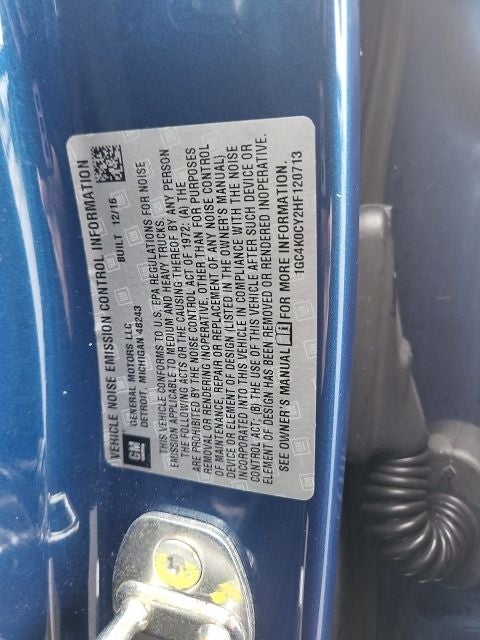 VEHICLE NOISE EMISSION CONTROL INFORMATION
GM
GENERAL MOTORS LLC
DETROIT, MICHIGAN 48243
BUILT 12/16
THIS VEHICLE CONFORMS TO U.S. EPA REGULATIONS FOR NOISE
EMISSION APPLICABLE TO MEDIUM AND HEAVY TRUCKS.
THE FOLLOWING ACTS OR THE CAUSING THEREOF BY ANY PERSON
ARE PROHIBITED BY THE NOISE CONTROL ACT OF 1972: (A) THE
REMOVAL OR RENDERING INOPERATIVE, OTHER THAN FOR PURPOSES
OF MAINTENANCE, REPAIR OR REPLACEMENT OF ANY NOISE CONTROL
DEVICE OR ELEMENT OF DESIGN (LISTED IN THE OWNER'S MANUAL)
INCORPORATED INTO THIS VEHICLE IN COMPLIANCE WITH THE NOISE
CONTROL ACT; (B) THE USE OF THIS VEHICLE AFTER SUCH DEVICE OR
ELEMENT OF DESIGN HAS BEEN REMOVED OR RENDERED INOPERATIVE.
SEE OWNER'S MANUAL FOR MORE INFORMATION.
1GC4K0CY2HF120713